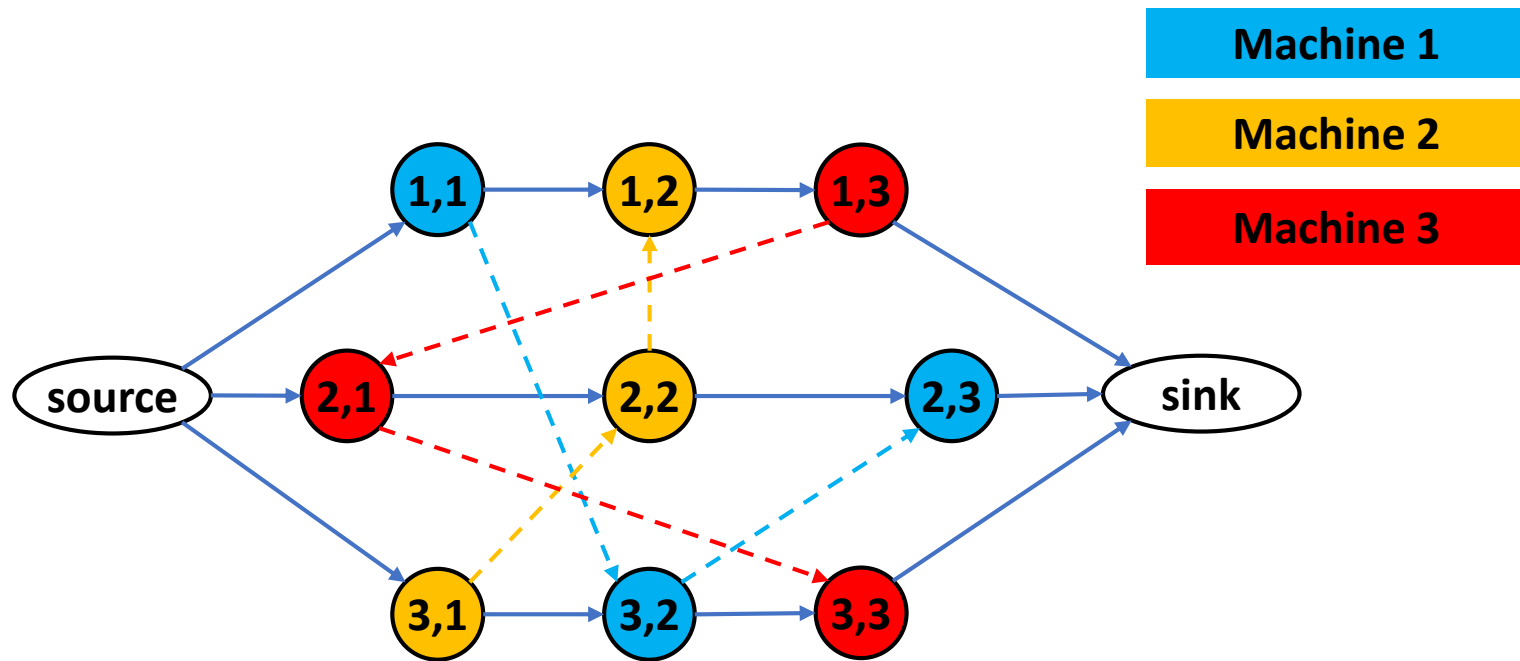 Machine 1
Machine 2
Machine 3
1,1
1,2
1,3
source
2,1
2,2
2,3
sink
3,1
3,2
3,3